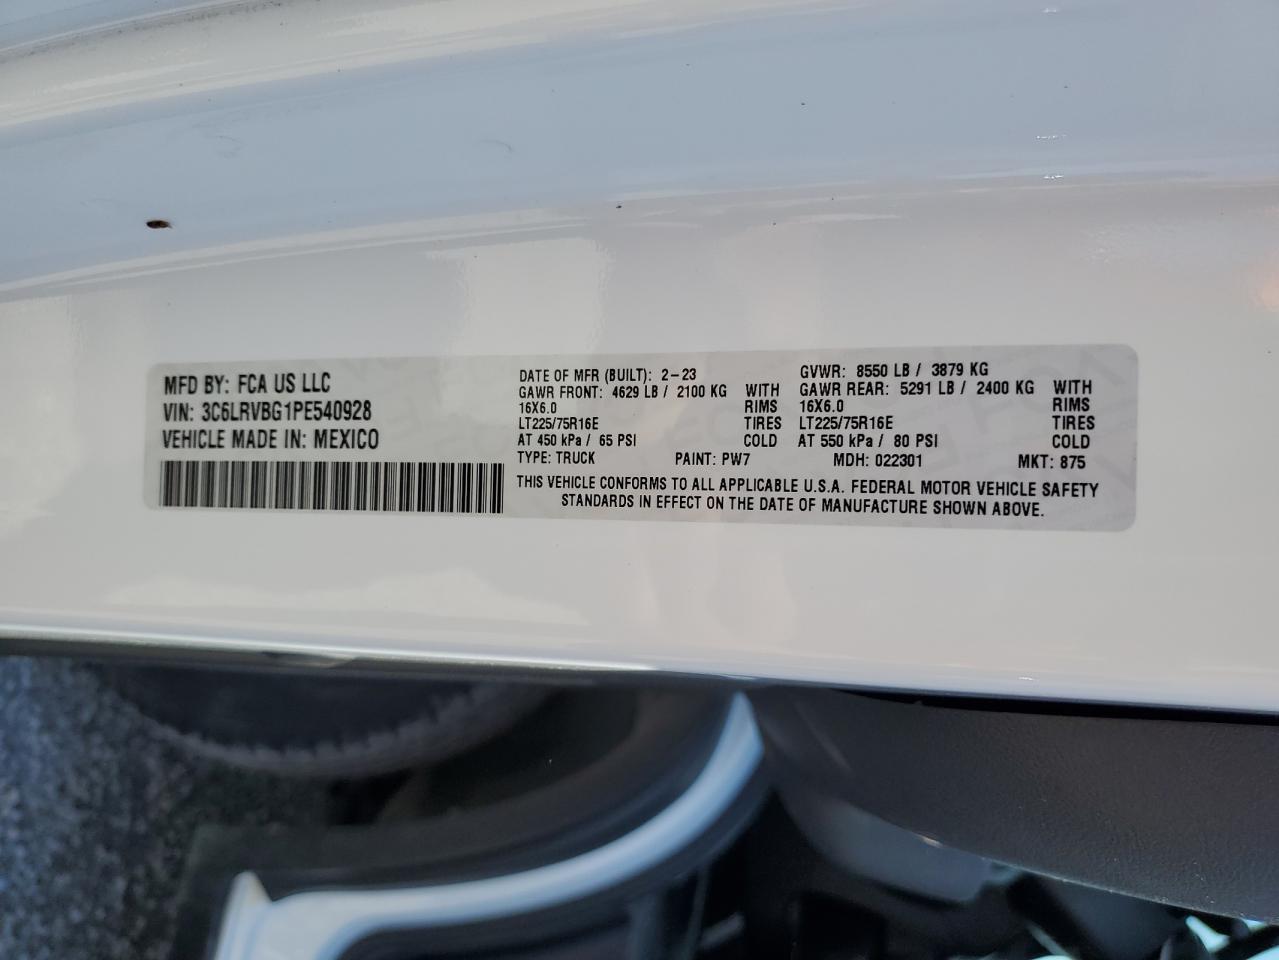 MFD BY: FCA US LLC
VIN: 3C6LRVBG1PE540928
VEHICLE MADE IN: MEXICO
DATE OF MFR (BUILT): 2-23
GAWR FRONT: 4629 LB / 2100 KG WITH
16X6.0 RIMS
LT225/75R16E TIRES
AT 450 kPa / 65 PSI COLD
GVWR: 8550 LB / 3879 KG
GAWR REAR: 5291 LB / 2400 KG WITH
16X6.0 RIMS
LT225/75R16E TIRES
AT 550 kPa / 80 PSI COLD
TYPE: TRUCK PAINT: PW7 MDH: 022301 MKT: 875
THIS VEHICLE CONFORMS TO ALL APPLICABLE U.S.A. FEDERAL MOTOR VEHICLE SAFETY
STANDARDS IN EFFECT ON THE DATE OF MANUFACTURE SHOWN ABOVE.